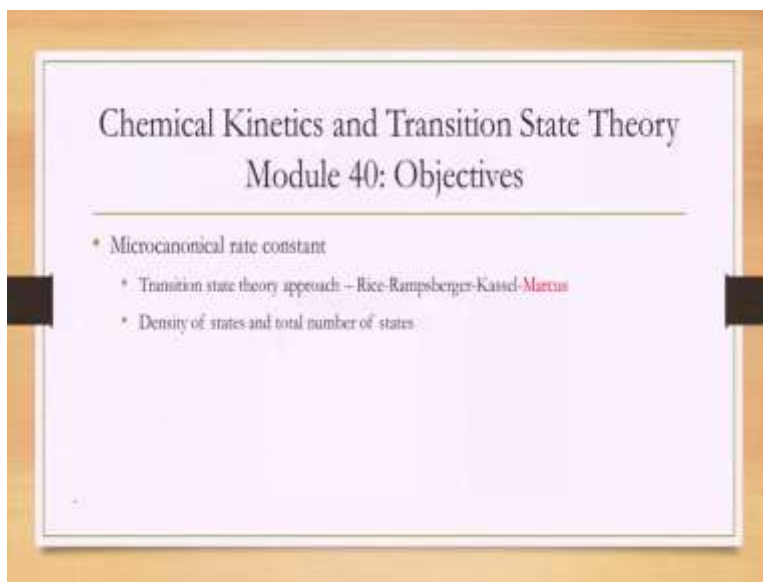 Chemical Kinetics and Transition State Theory
Module 40: Objectives
• Microcanonical rate constant
• Transition state theory approach – Rice-Rampsberger-Kassel-Marcus
• Density of states and total number of states